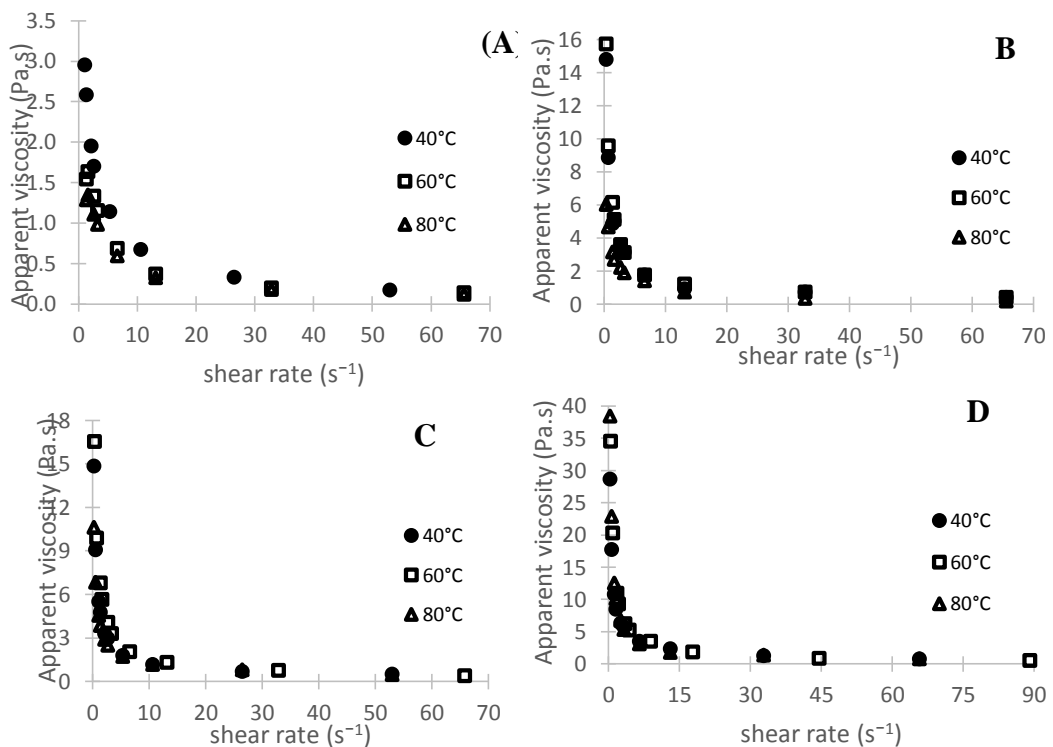 (A)
Apparent viscosity (Pa.s)
3.5
3.0
2.5
2.0
1.5
1.0
0.5
0.0
0 10 20 30 40 50 60 70
shear rate (s⁻¹)
40°C
60°C
80°C
B
Apparent viscosity (Pa.s)
16
14
12
10
8
6
4
2
0
0 10 20 30 40 50 60 70
shear rate (s⁻¹)
40°C
60°C
80°C
C
Apparent viscosity (Pa.s)
18
15
12
9
6
3
0
0 10 20 30 40 50 60 70
shear rate (s⁻¹)
40°C
60°C
80°C
D
Apparent viscosity (Pa.s)
40
35
30
25
20
15
10
5
0
0 15 30 45 60 75 90
shear rate (s⁻¹)
40°C
60°C
80°C